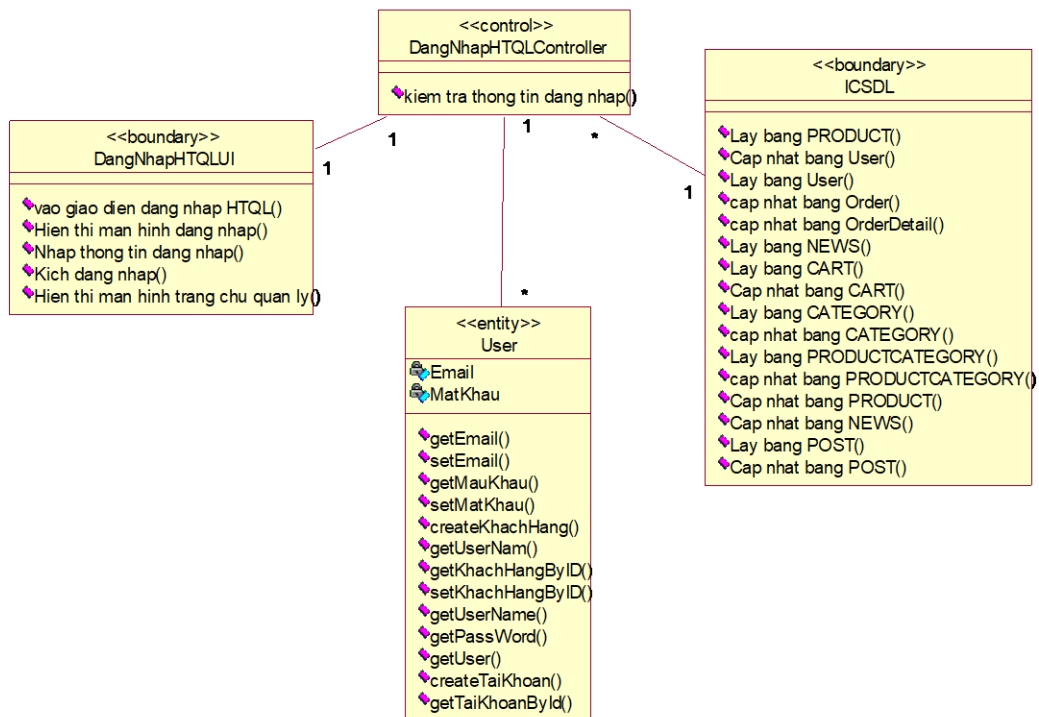 <<control>>
DangNhapHTQLController
kiem tra thong tin dang nhap()
1
1
*
1
1
*
<<boundary>>
DangNhapHTQLUI
vao giao dien dang nhap HTQL()
Hien thi man hinh dang nhap()
Nhap thong tin dang nhap()
Kich dang nhap()
Hien thi man hinh trang chu quan ly()
<<boundary>>
ICSDL
Lay bang PRODUCT()
Cap nhat bang User()
Lay bang User()
cap nhat bang Order()
cap nhat bang OrderDetail()
Lay bang NEWS()
Lay bang CART()
Cap nhat bang CART()
Lay bang CATEGORY()
cap nhat bang CATEGORY()
Lay bang PRODUCTCATEGORY()
cap nhat bang PRODUCTCATEGORY()
Cap nhat bang PRODUCT()
Cap nhat bang NEWS()
Lay bang POST()
Cap nhat bang POST()
<<entity>>
User
Email
MatKhau
getEmail()
setEmail()
getMauKhau()
setMatKhau()
createKhachHang()
getUserNam()
getKhachHangByID()
setKhachHangByID()
getUserName()
getPassWord()
getUser()
createTaiKhoan()
getTaiKhoanById()